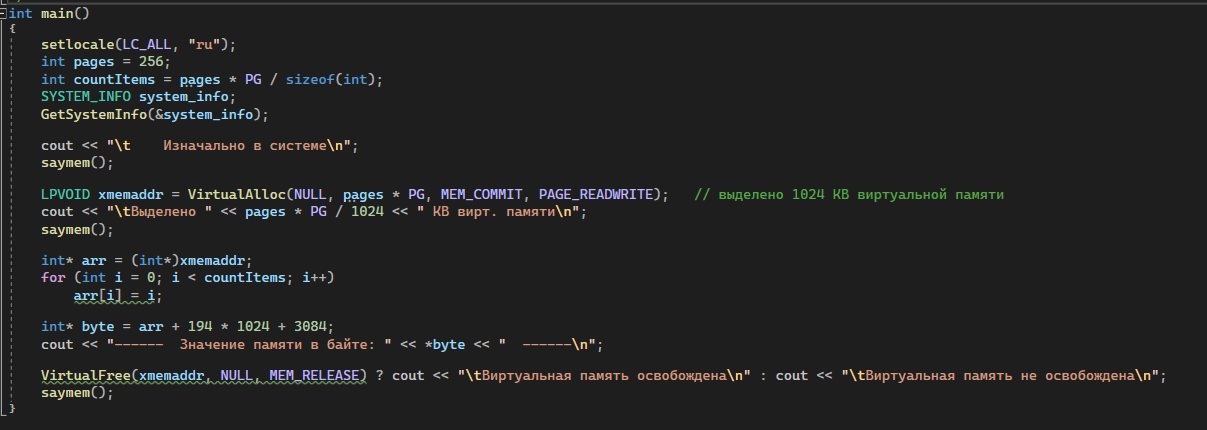 int main()
{
    setlocale(LC_ALL, "ru");
    int pages = 256;
    int countItems = pages * PG / sizeof(int);
    SYSTEM_INFO system_info;
    GetSystemInfo(&system_info);

    cout << "\t    Изначально в системе\n";
    saymem();

    LPVOID xmemaddr = VirtualAlloc(NULL, pages * PG, MEM_COMMIT, PAGE_READWRITE);   // выделено 1024 KB виртуальной памяти
    cout << "\tВыделено " << pages * PG / 1024 << " KB вирт. памяти\n";
    saymem();

    int* arr = (int*)xmemaddr;
    for (int i = 0; i < countItems; i++)
        arr[i] = i;

    int* byte = arr + 194 * 1024 + 3084;
    cout << "------  Значение памяти в байте: " << *byte << "  ------\n";

    VirtualFree(xmemaddr, NULL, MEM_RELEASE) ? cout << "\tВиртуальная память освобождена\n" : cout << "\tВиртуальная память не освобождена\n";
    saymem();
}